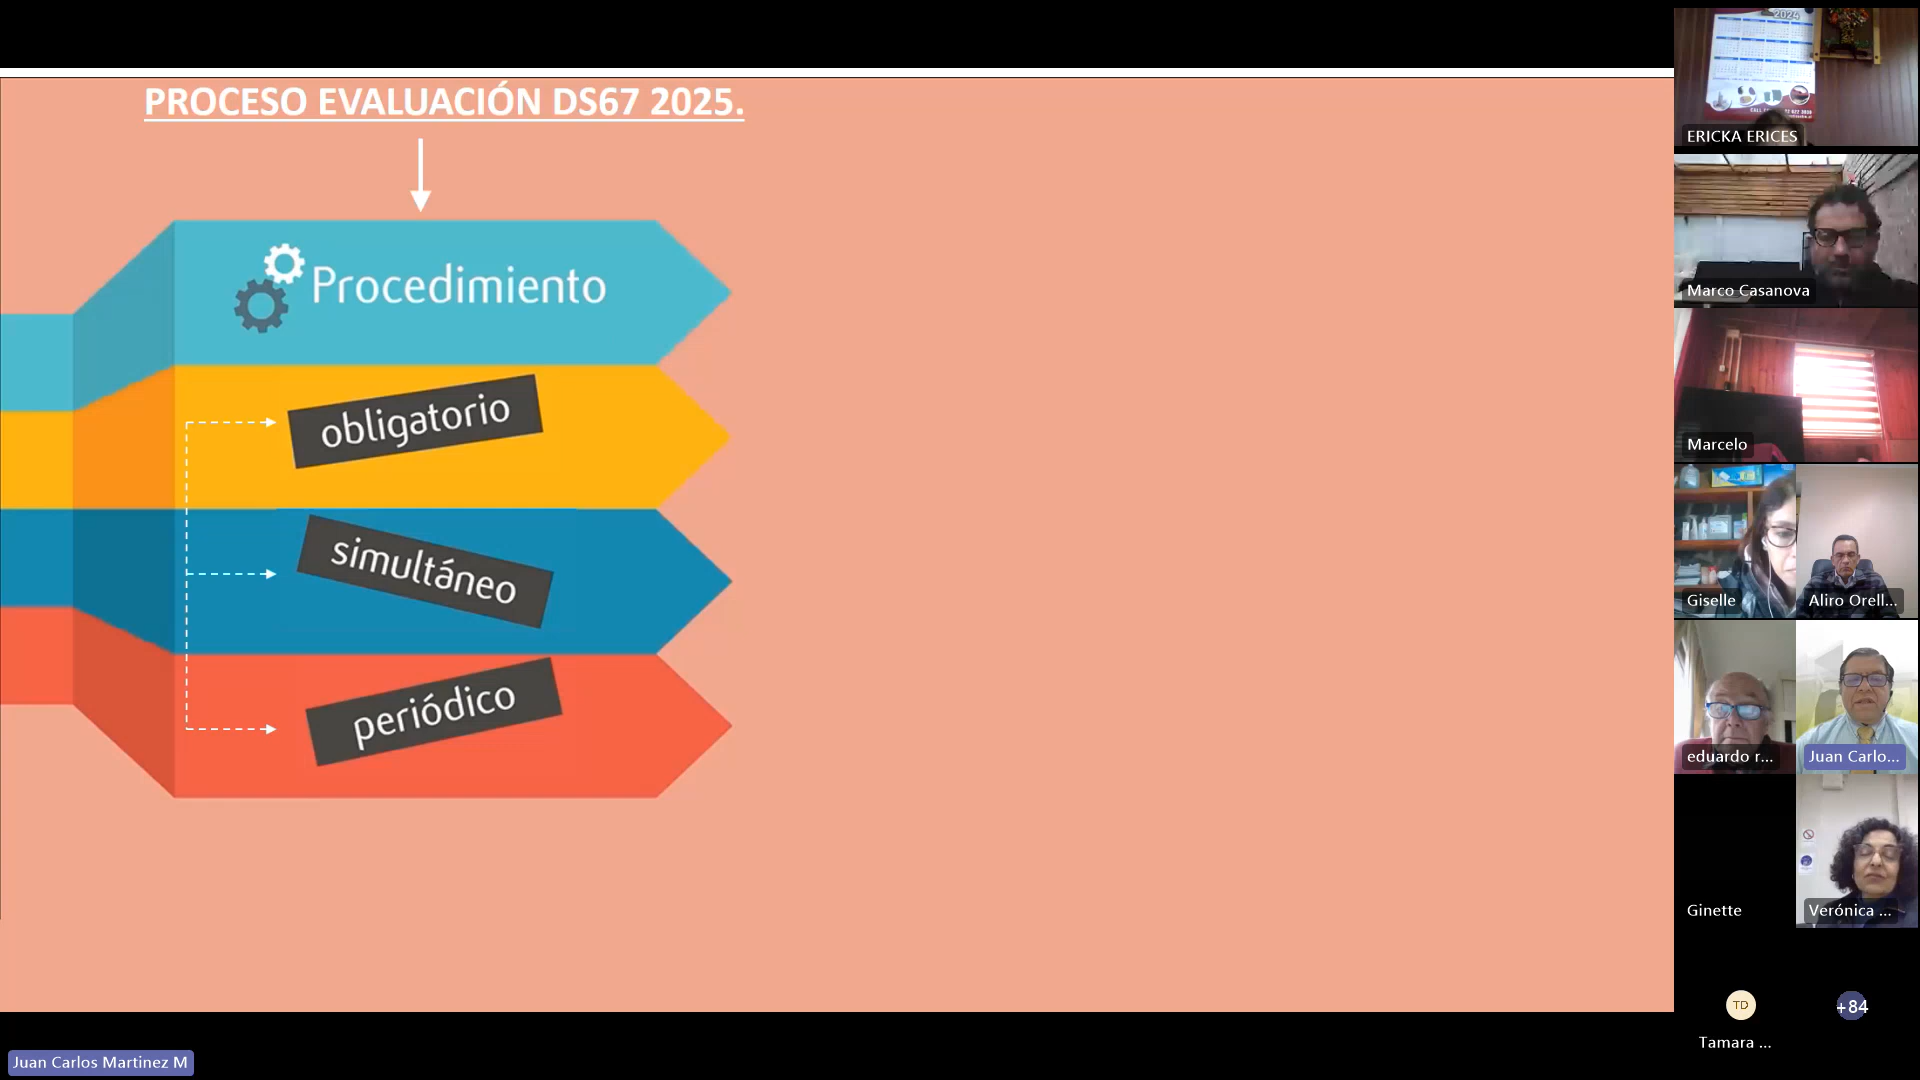 PROCESO EVALUACIÓN DS67 2025.
Procedimiento
obligatorio
simultáneo
periódico
Juan Carlos Martinez M
2024
ERICKA ERICES
Marco Casanova
Marcelo
Giselle
Aliro Orell...
eduardo r...
Juan Carlo...
Ginette
Verónica ...
TD
+84
Tamara ...